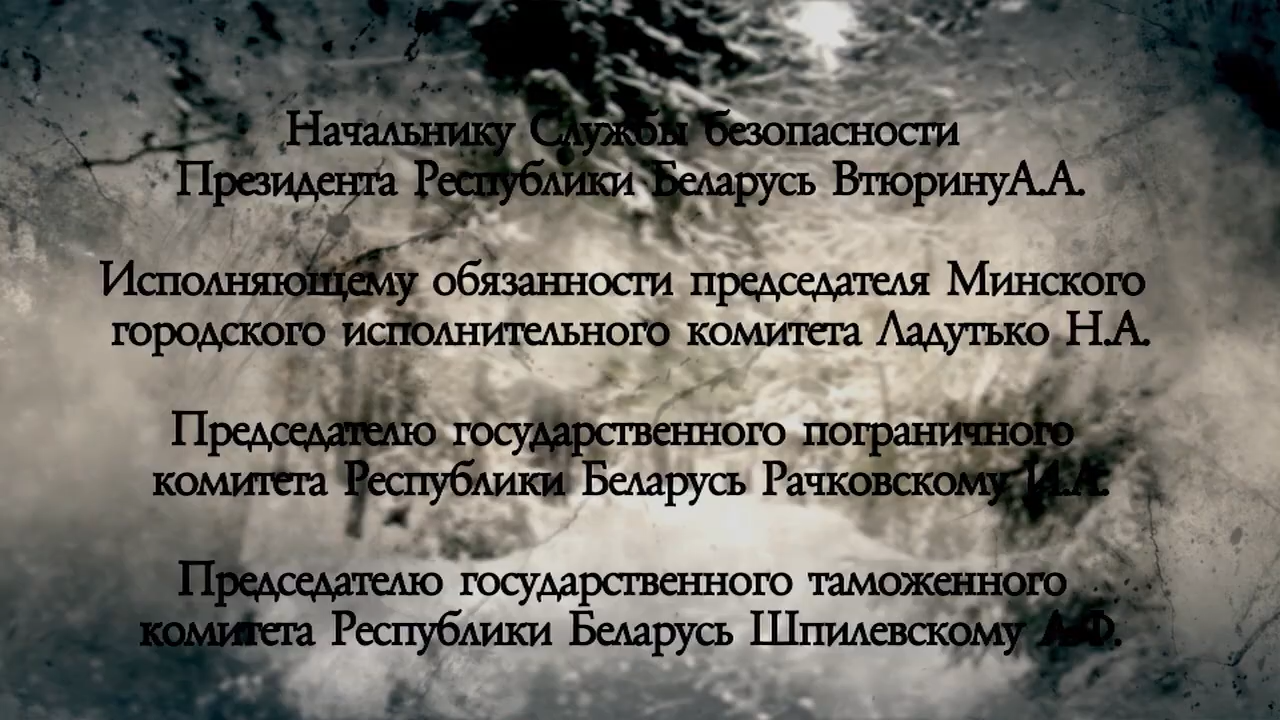 Начальнику Службы безопасности
Президента Республики Беларусь ВтюринуА.А.
Исполняющему обязанности председателя Минского
городского исполнительного комитета Ладутько Н.А.
Председателю государственного пограничного
комитета Республики Беларусь Рачковскому И.А.
Председателю государственного таможенного
комитета Республики Беларусь Шпилевскому А.Ф.